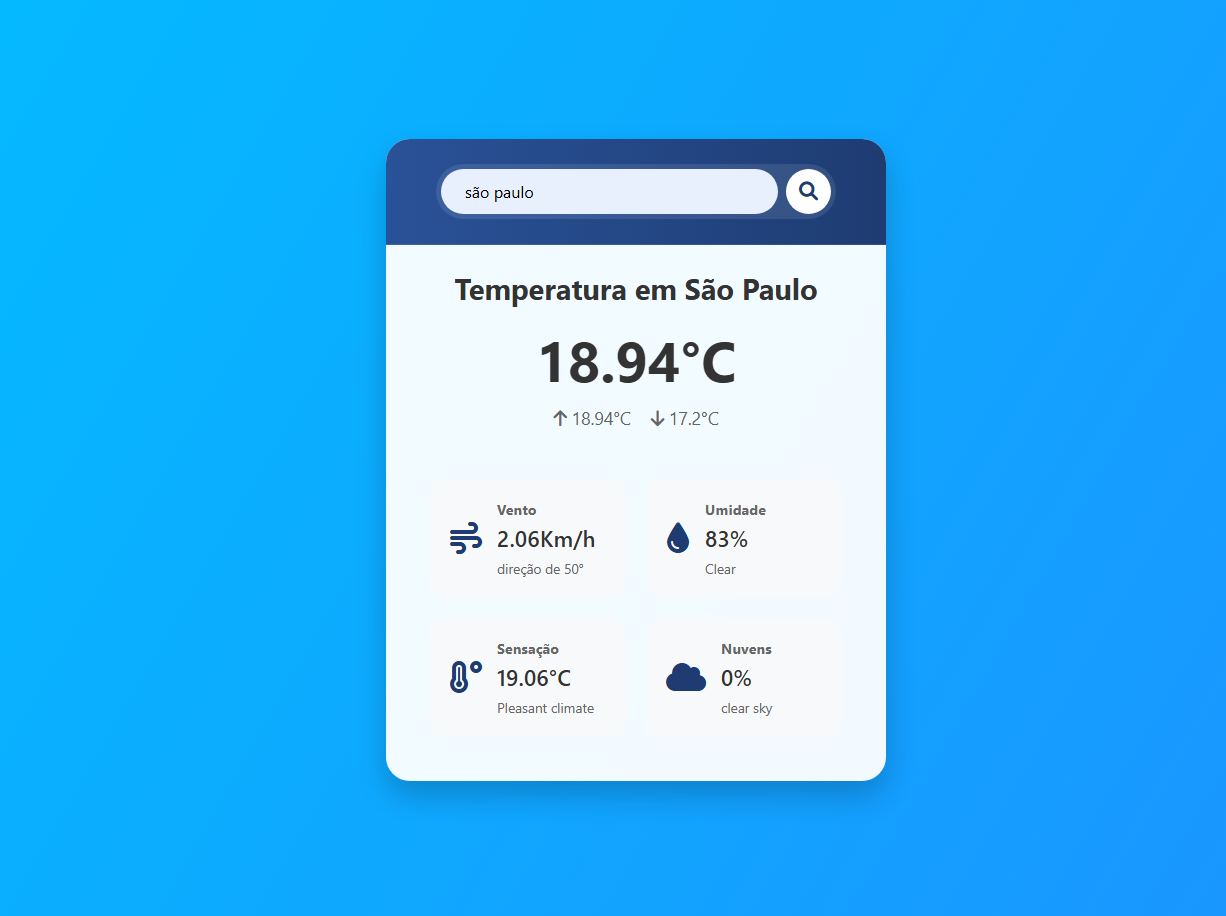 são paulo
Temperatura em São Paulo
18.94°C
18.94°C 17.2°C
Vento
2.06Km/h
direção de 50°
Umidade
83%
Clear
Sensação
19.06°C
Pleasant climate
Nuvens
0%
clear sky